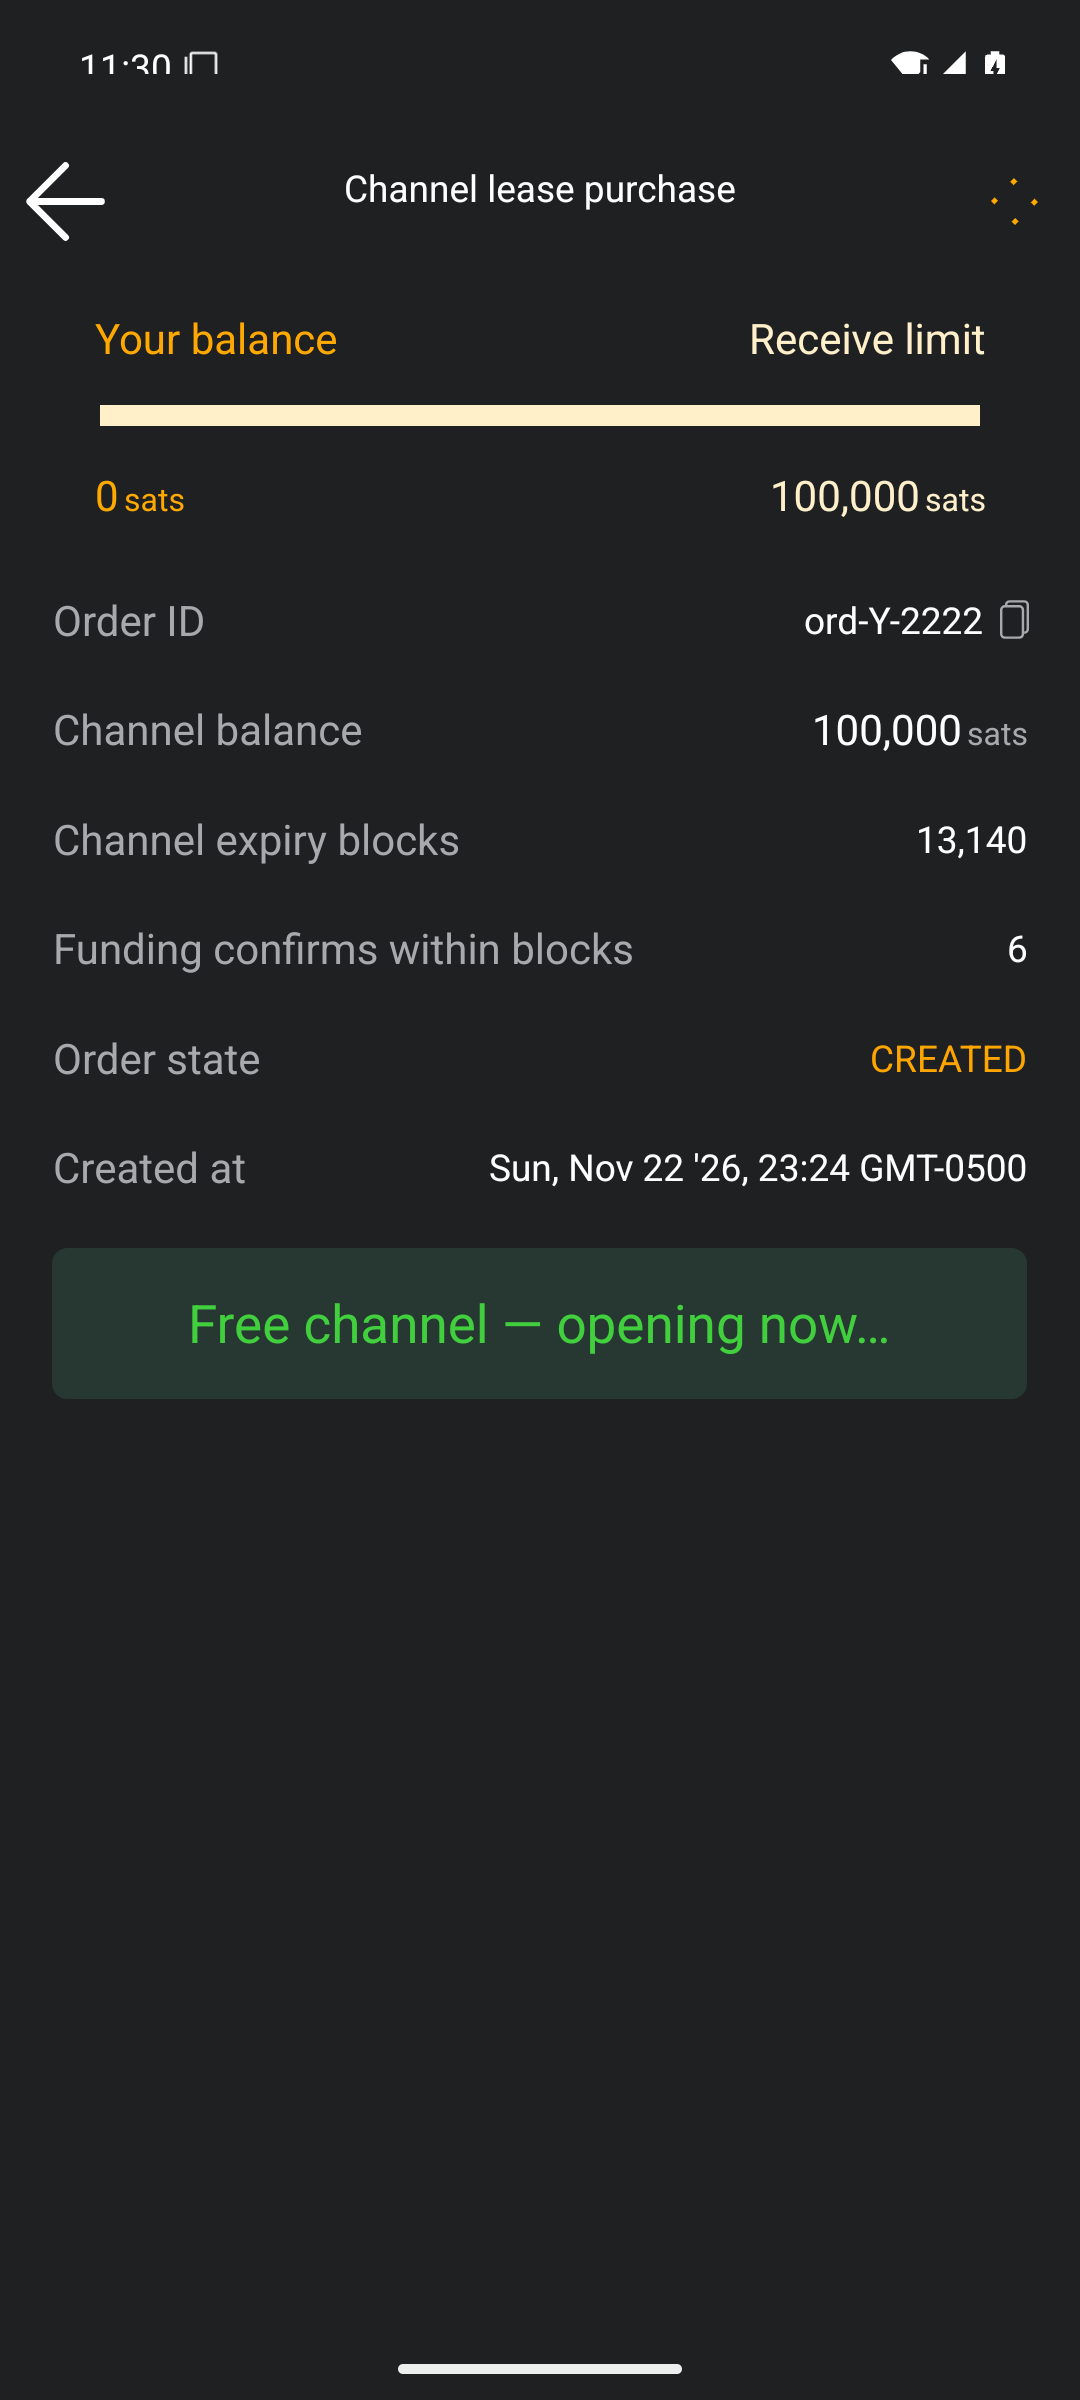 11:30
Channel lease purchase
Your balance Receive limit
0 sats 100,000 sats
Order ID ord-Y-2222
Channel balance 100,000 sats
Channel expiry blocks 13,140
Funding confirms within blocks 6
Order state CREATED
Created at Sun, Nov 22 '26, 23:24 GMT-0500
Free channel — opening now...